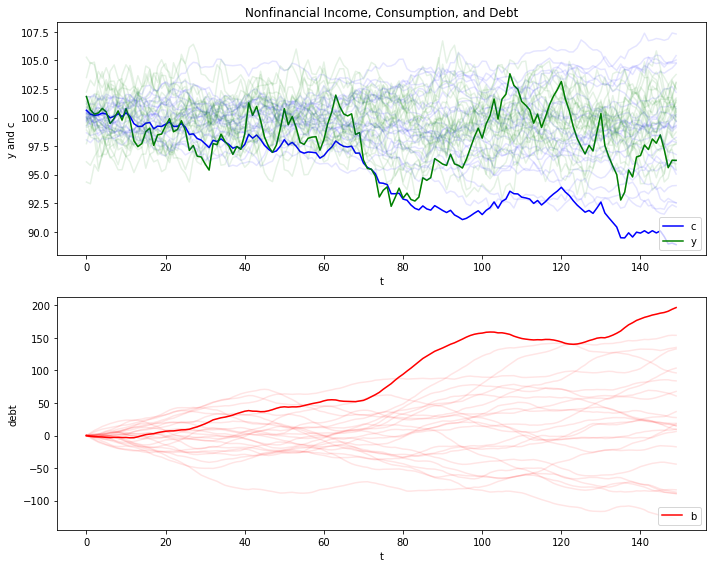 Nonfinancial Income, Consumption, and Debt
107.5
105.0
102.5
100.0
97.5
95.0
92.5
90.0
y and c
c
y
0 20 40 60 80 100 120 140
t
200
150
100
50
0
−50
−100
debt
b
0 20 40 60 80 100 120 140
t